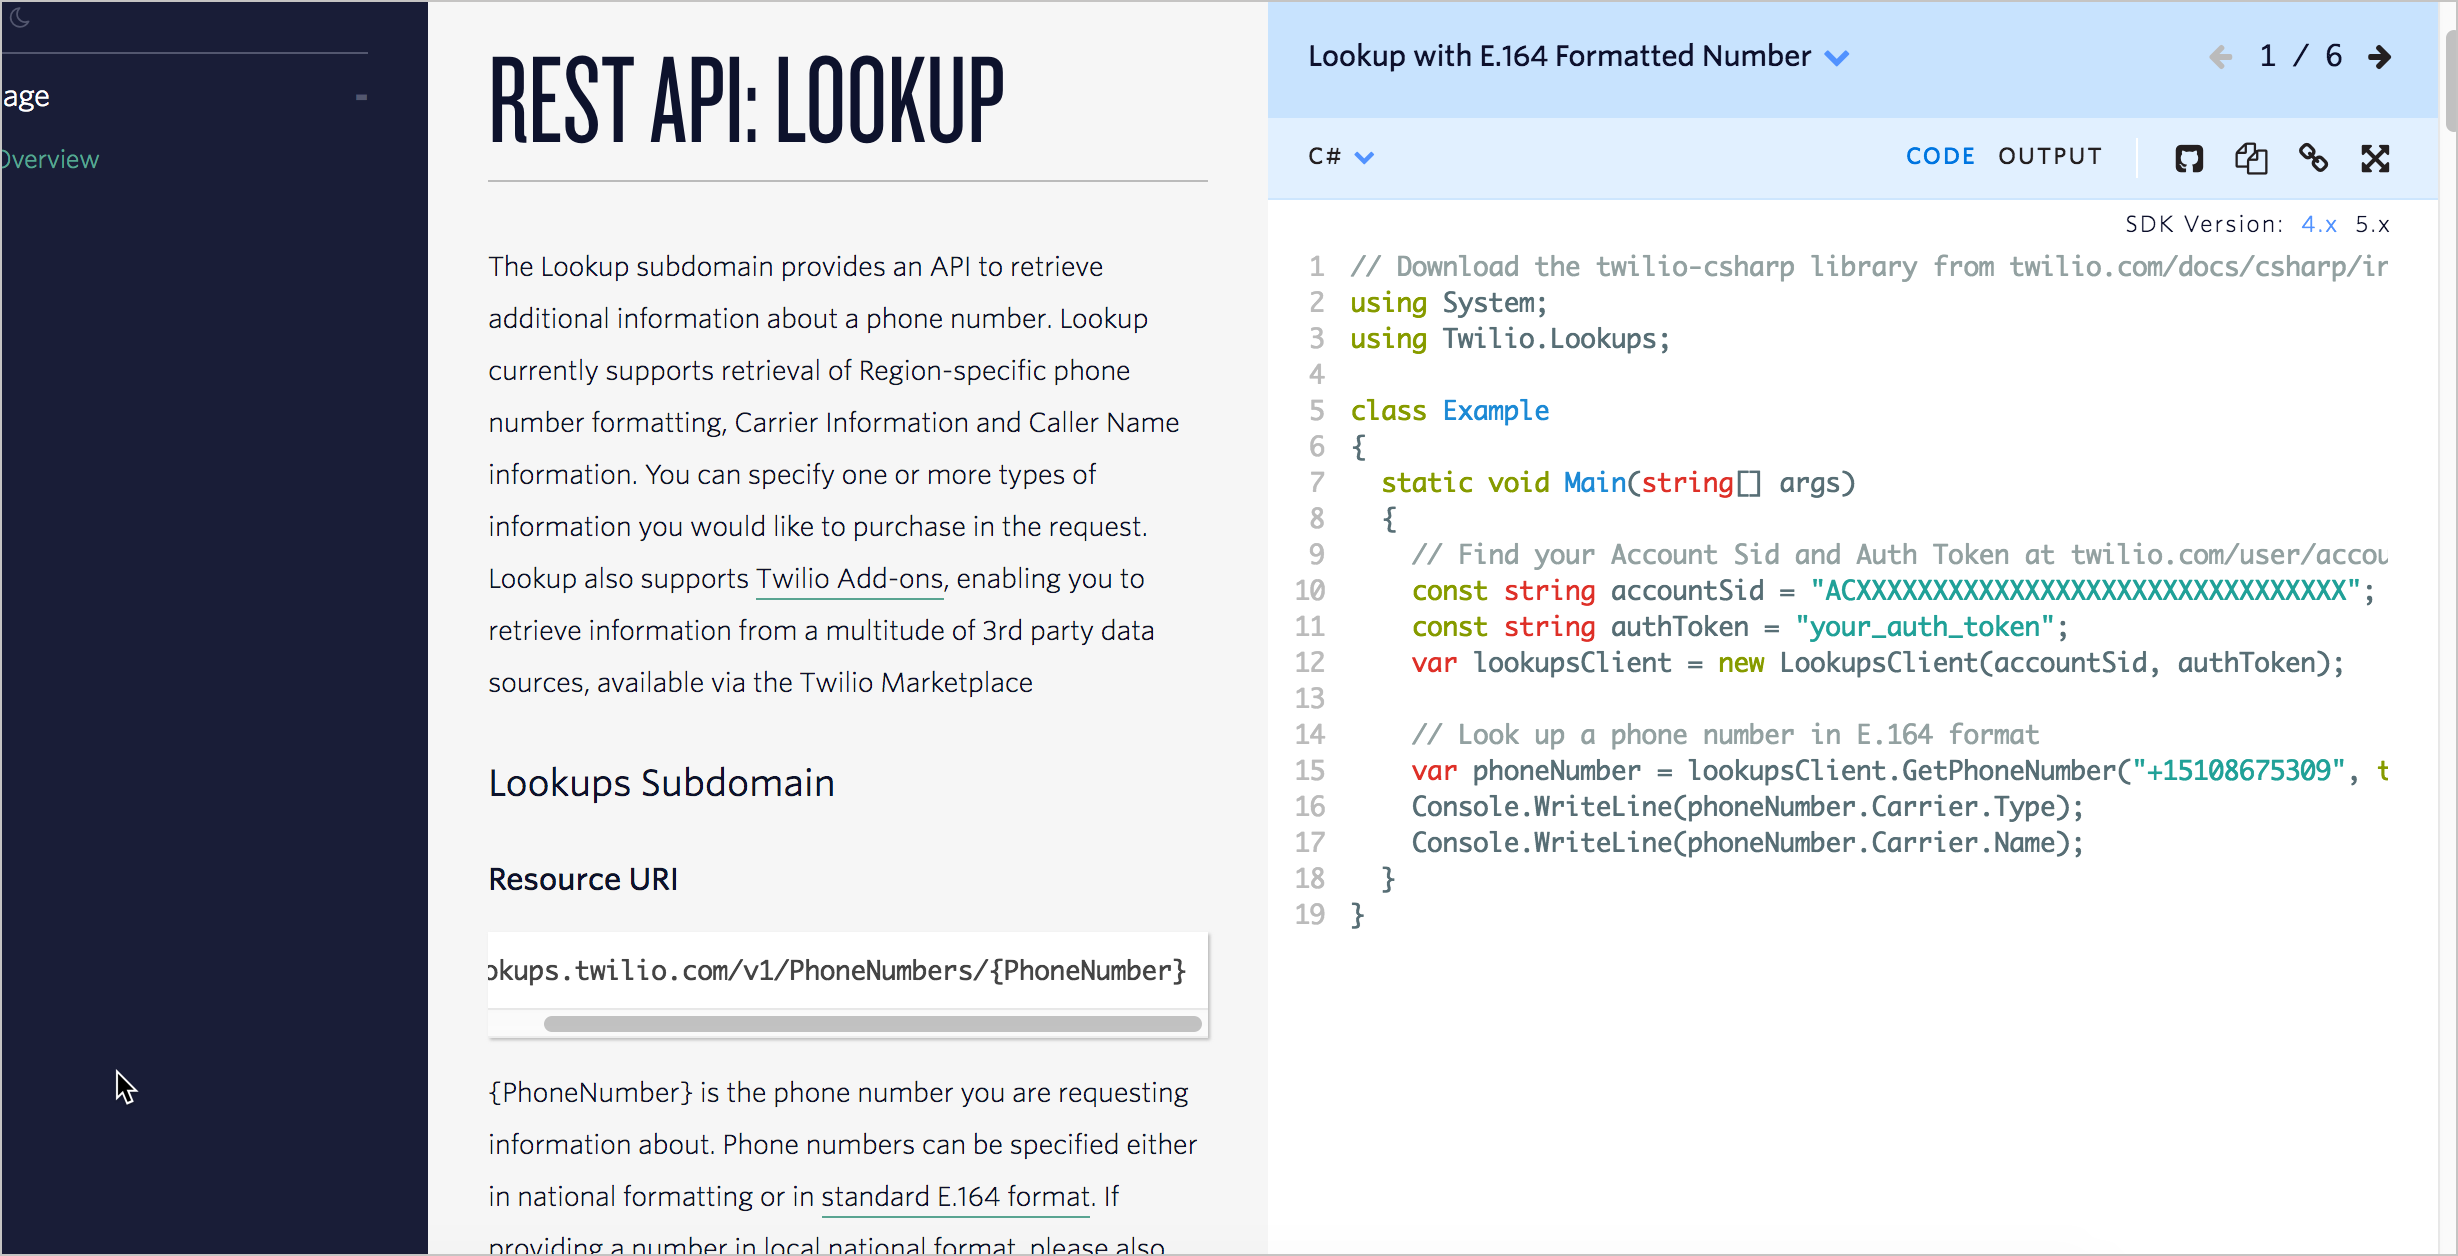 age
Overview
REST API: LOOKUP
The Lookup subdomain provides an API to retrieve
additional information about a phone number. Lookup
currently supports retrieval of Region-specific phone
number formatting, Carrier Information and Caller Name
information. You can specify one or more types of
information you would like to purchase in the request.
Lookup also supports Twilio Add-ons, enabling you to
retrieve information from a multitude of 3rd party data
sources, available via the Twilio Marketplace
Lookups Subdomain
Resource URI
okups.twilio.com/v1/PhoneNumbers/{PhoneNumber}
{PhoneNumber} is the phone number you are requesting
information about. Phone numbers can be specified either
in national formatting or in standard E.164 format. If
providing a number in local national format, please also
Lookup with E.164 Formatted Number
1 / 6
C#
CODE OUTPUT
SDK Version: 4.x 5.x
1 // Download the twilio-csharp library from twilio.com/docs/csharp/ir
2 using System;
3 using Twilio.Lookups;
4
5 class Example
6 {
7 static void Main(string[] args)
8 {
9 // Find your Account Sid and Auth Token at twilio.com/user/accou
10 const string accountSid = "ACXXXXXXXXXXXXXXXXXXXXXXXXXXXXXXXX";
11 const string authToken = "your_auth_token";
12 var lookupsClient = new LookupsClient(accountSid, authToken);
13
14 // Look up a phone number in E.164 format
15 var phoneNumber = lookupsClient.GetPhoneNumber("+15108675309", t
16 Console.WriteLine(phoneNumber.Carrier.Type);
17 Console.WriteLine(phoneNumber.Carrier.Name);
18 }
19 }